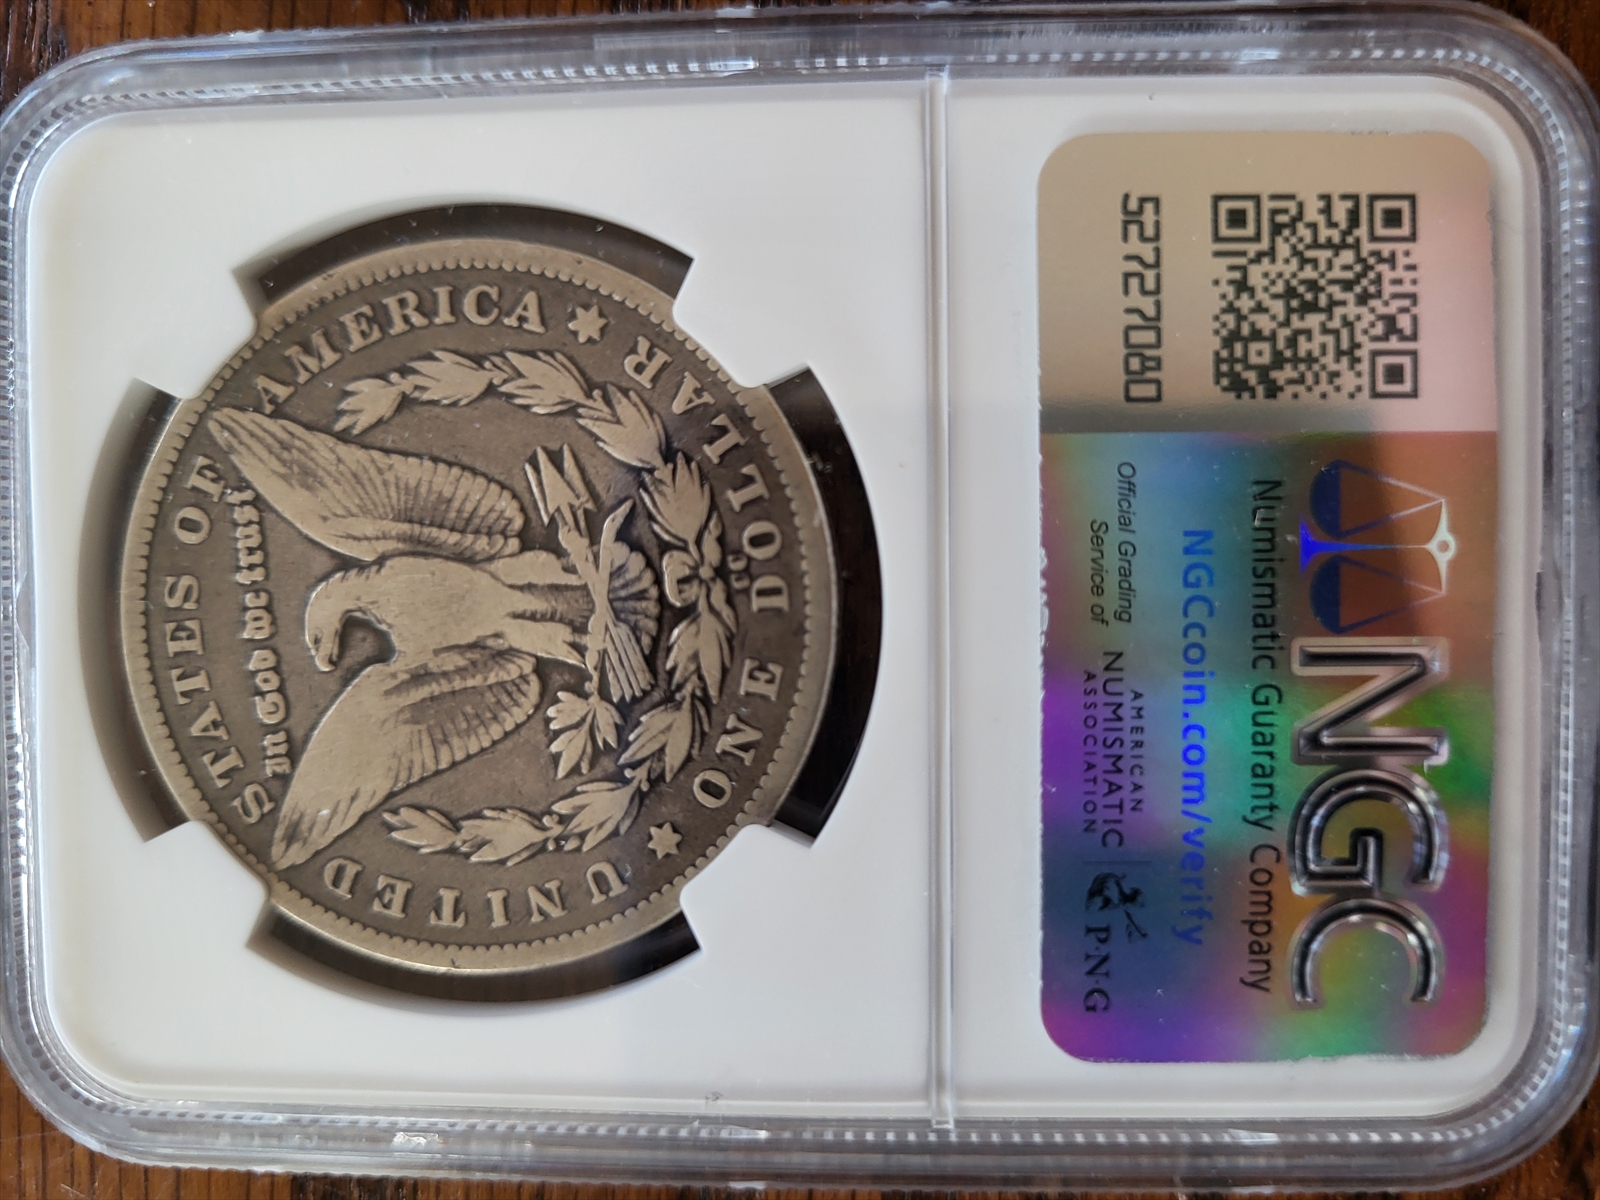 52727080
NGC
Numismatic Guaranty Company
NGCcoin.com/verify
Official Grading
Service of
AMERICAN
NUMISMATIC
ASSOCIATION
P·N·G
UNITED STATES OF AMERICA
In God we trust
CC
ONE DOLLAR